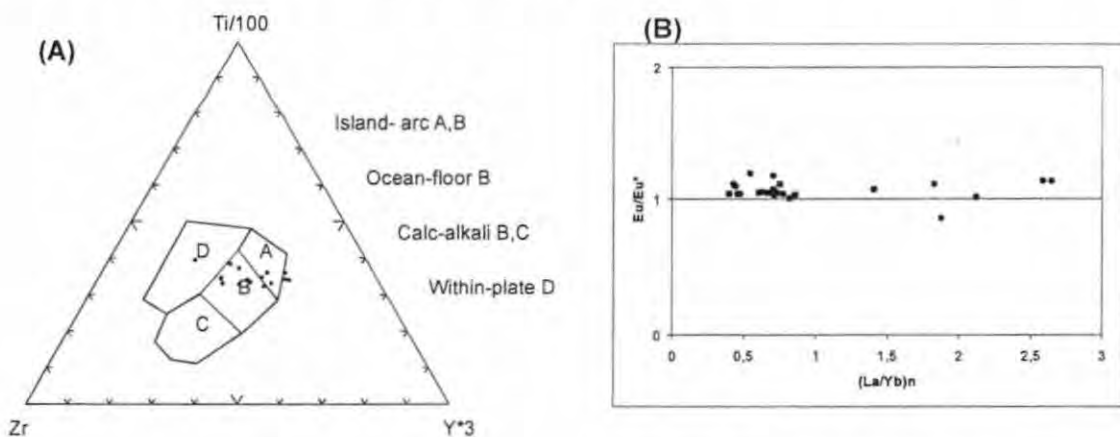 (A)
Ti/100
Island- arc A,B
Ocean-floor B
Calc-alkali B,C
Within-plate D
D
A
B
C
Zr
Y*3
(B)
2
1
0
Eu/Eu*
0
0,5
1
1,5
2
2,5
3
(La/Yb)n